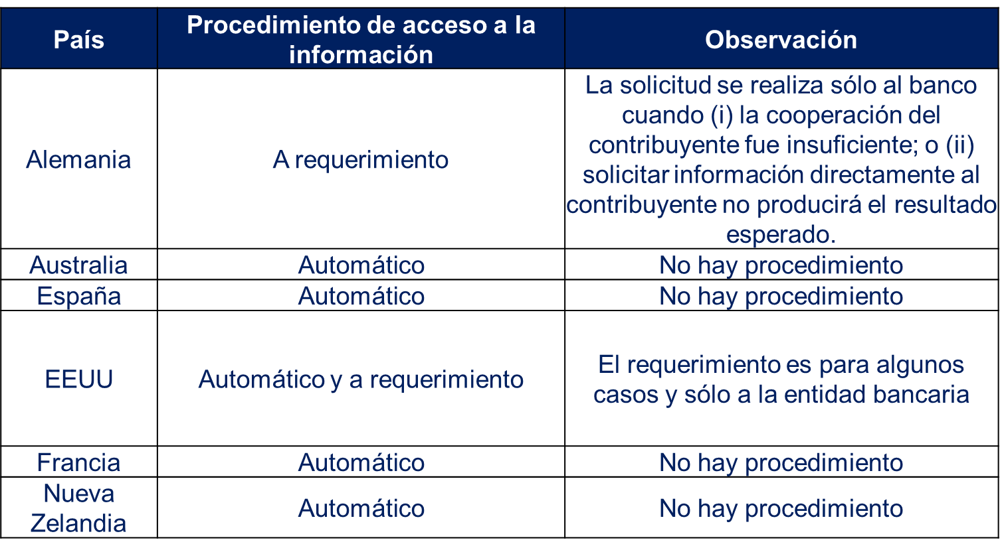 País
Procedimiento de acceso a la
información
Observación
Alemania
A requerimiento
La solicitud se realiza sólo al banco
cuando (i) la cooperación del
contribuyente fue insuficiente; o (ii)
solicitar información directamente al
contribuyente no producirá el resultado
esperado.
Australia
Automático
No hay procedimiento
España
Automático
No hay procedimiento
EEUU
Automático y a requerimiento
El requerimiento es para algunos
casos y sólo a la entidad bancaria
Francia
Automático
No hay procedimiento
Nueva
Zelandia
Automático
No hay procedimiento